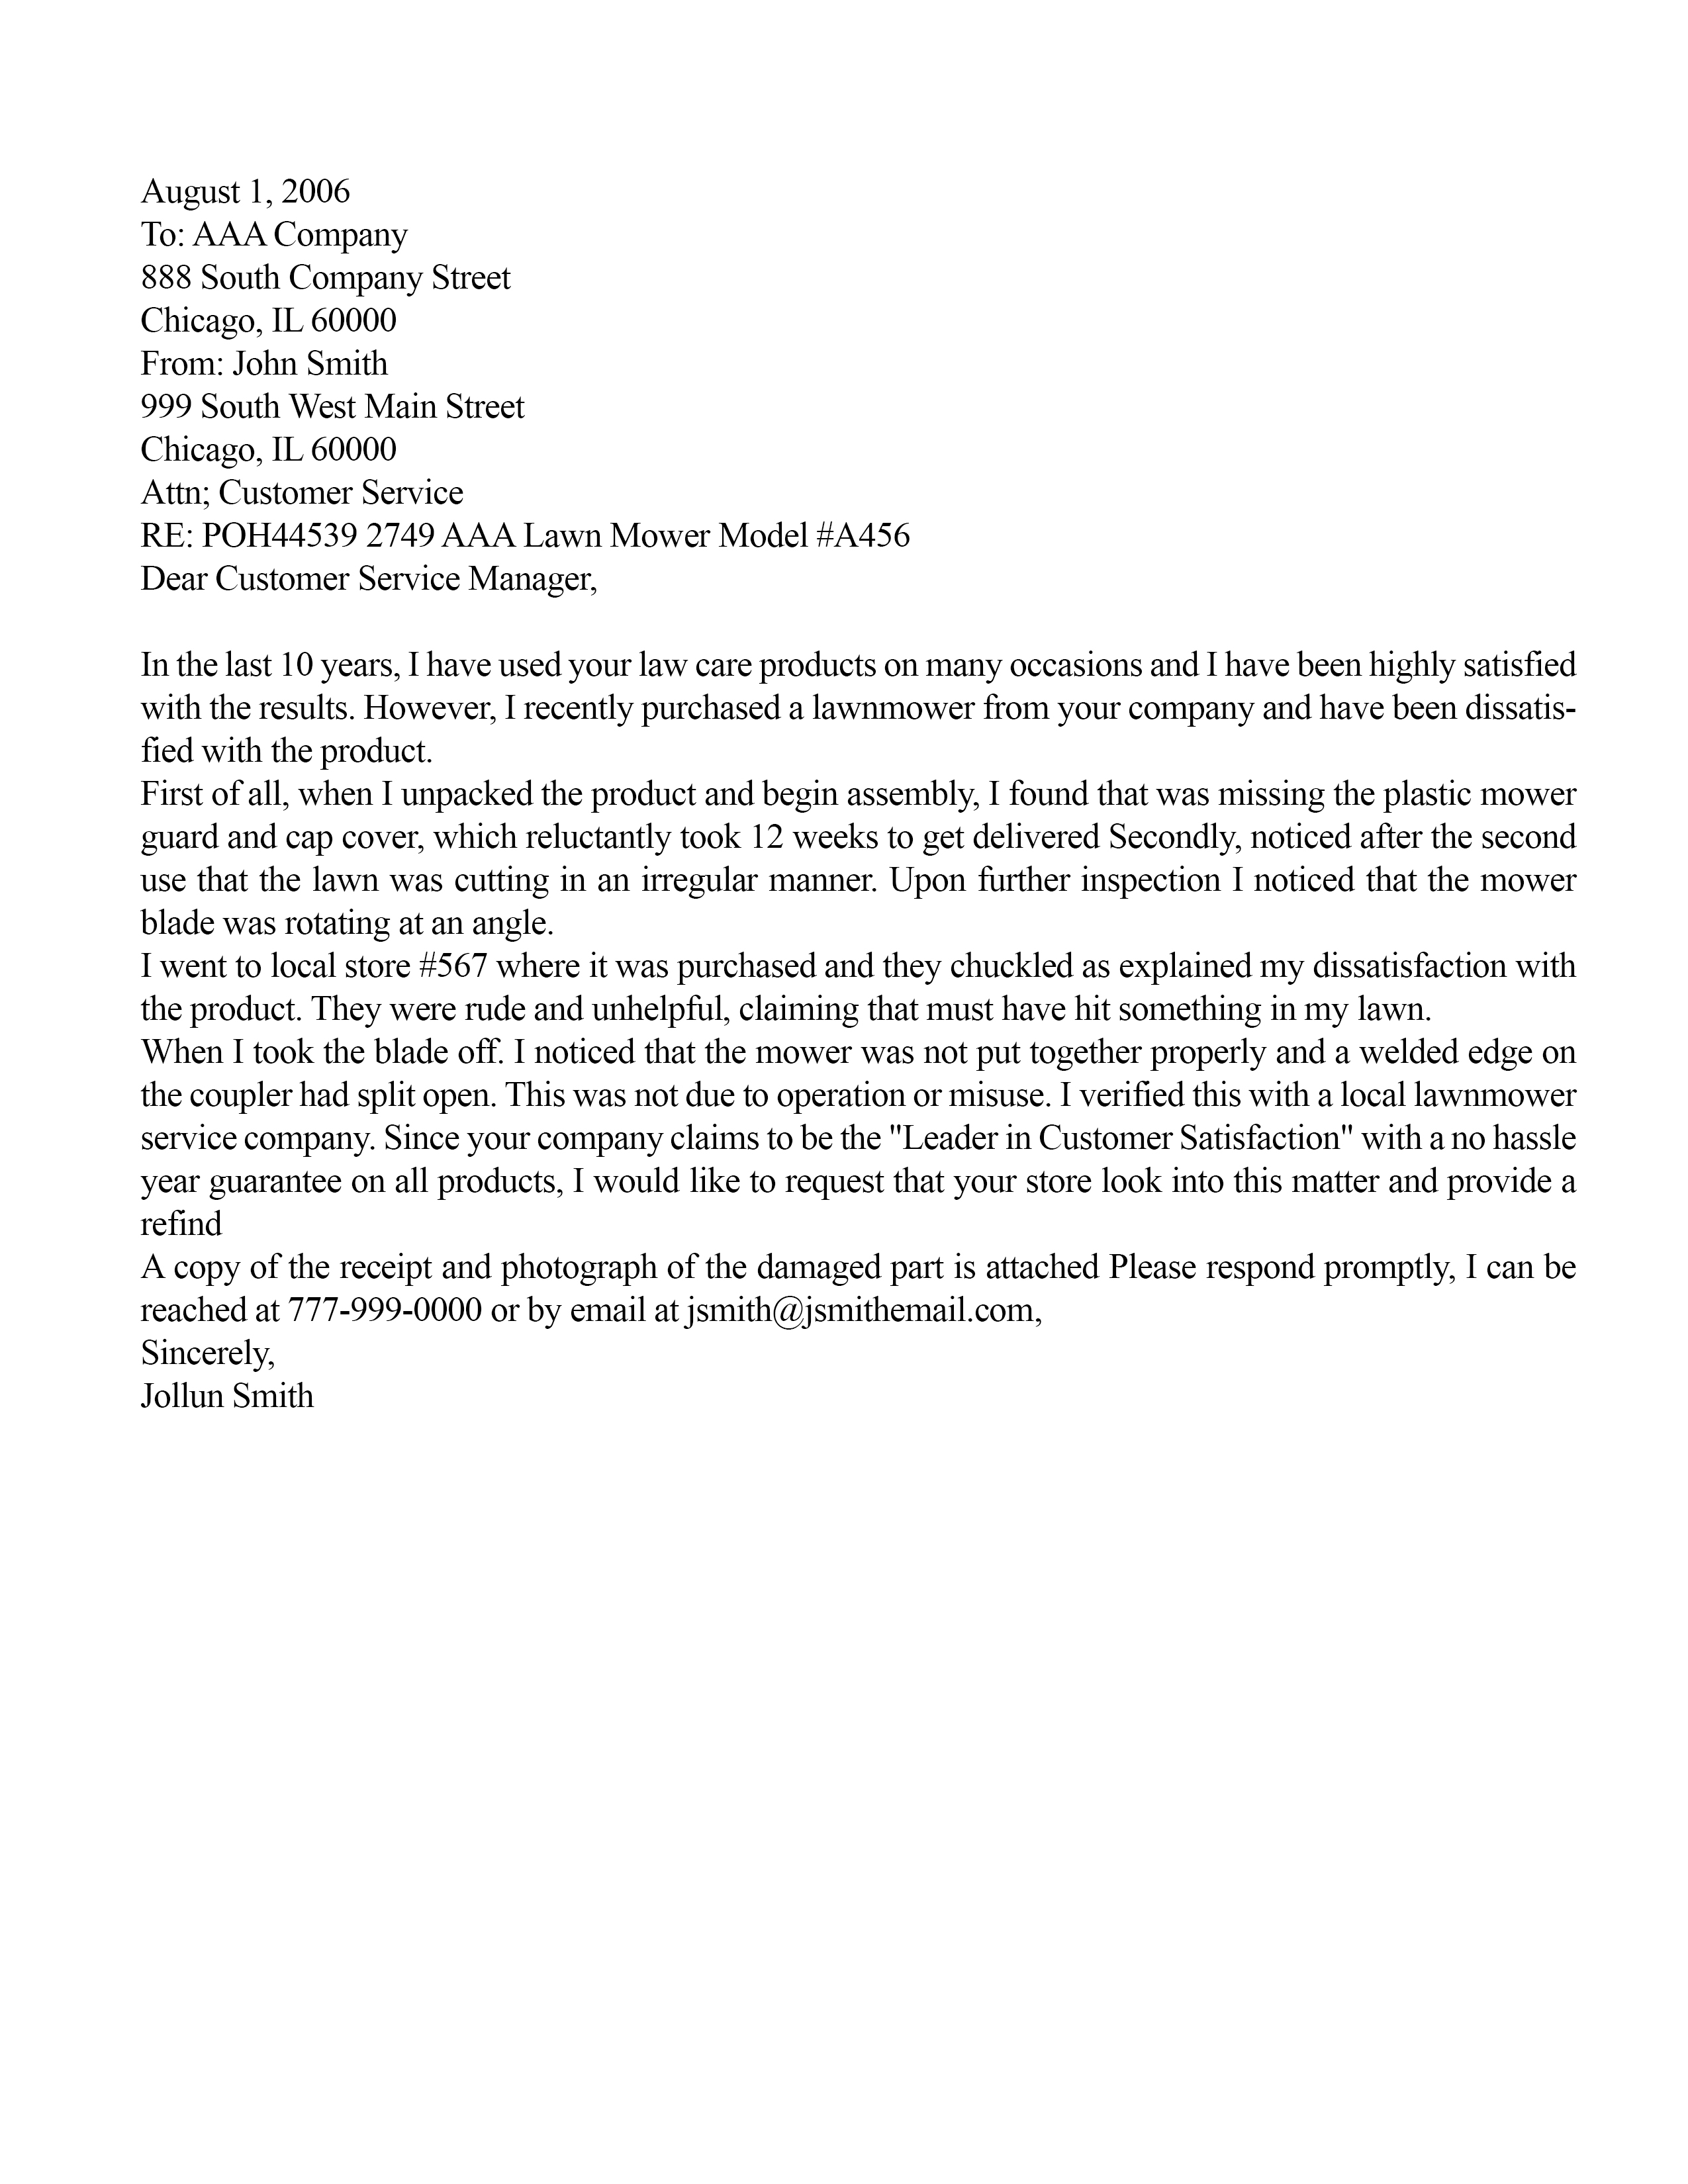 August 1, 2006
To: AAA Company
888 South Company Street
Chicago, IL 60000
From: John Smith
999 South West Main Street
Chicago, IL 60000
Attn; Customer Service
RE: POH44539 2749 AAA Lawn Mower Model #A456
Dear Customer Service Manager,
In the last 10 years, I have used your law care products on many occasions and I have been highly satisfied
with the results. However, I recently purchased a lawnmower from your company and have been dissatis-
fied with the product.
First of all, when I unpacked the product and begin assembly, I found that was missing the plastic mower
guard and cap cover, which reluctantly took 12 weeks to get delivered Secondly, noticed after the second
use that the lawn was cutting in an irregular manner. Upon further inspection I noticed that the mower
blade was rotating at an angle.
I went to local store #567 where it was purchased and they chuckled as explained my dissatisfaction with
the product. They were rude and unhelpful, claiming that must have hit something in my lawn.
When I took the blade off. I noticed that the mower was not put together properly and a welded edge on
the coupler had split open. This was not due to operation or misuse. I verified this with a local lawnmower
service company. Since your company claims to be the "Leader in Customer Satisfaction" with a no hassle
year guarantee on all products, I would like to request that your store look into this matter and provide a
refind
A copy of the receipt and photograph of the damaged part is attached Please respond promptly, I can be
reached at 777-999-0000 or by email at jsmith@jsmithemail.com,
Sincerely,
Jollun Smith